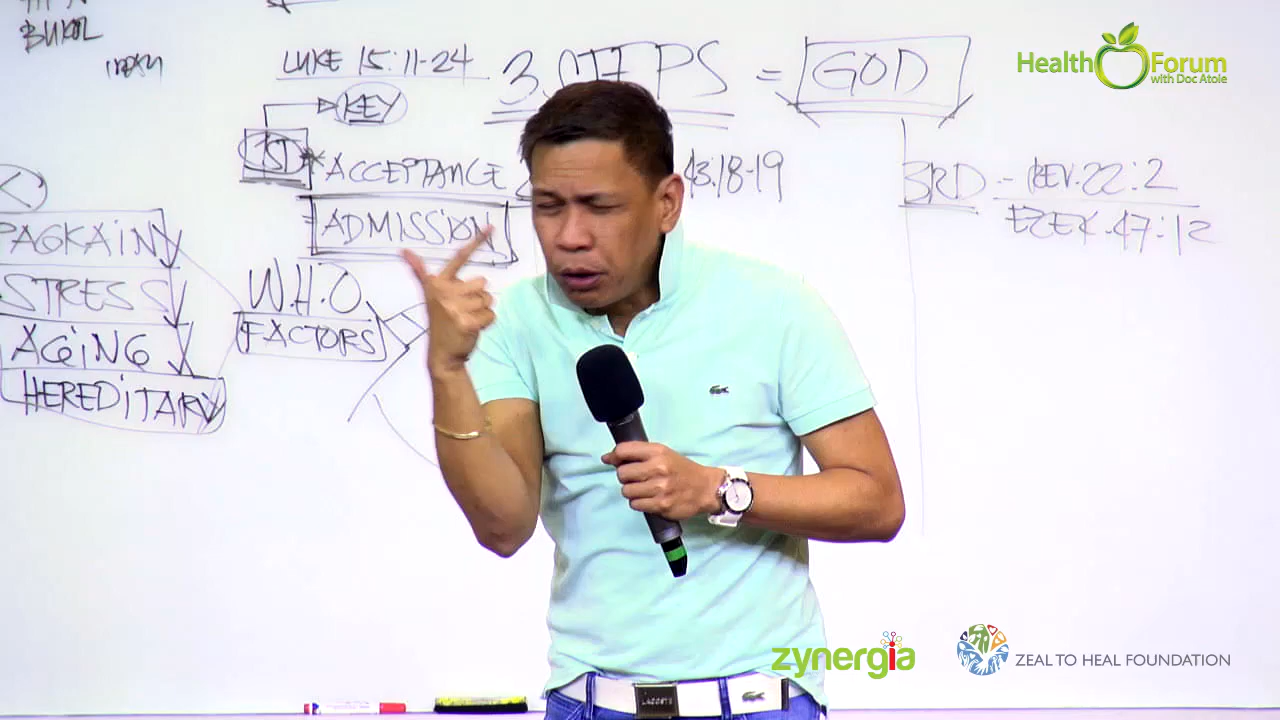 BUKOL
LUKE 15:11-24
3 STEPS = GOD
KEY
1ST * ACCEPTANCE
43:18-19
3RD - REV. 22:2
EZEK. 47:12
ADMISSION
PAGKAIN
STRESS
AGING
HEREDITARY
W.H.O
FACTORS
Health Forum
with Doc Atole
LACOSTE
zynergia
ZEAL TO HEAL FOUNDATION